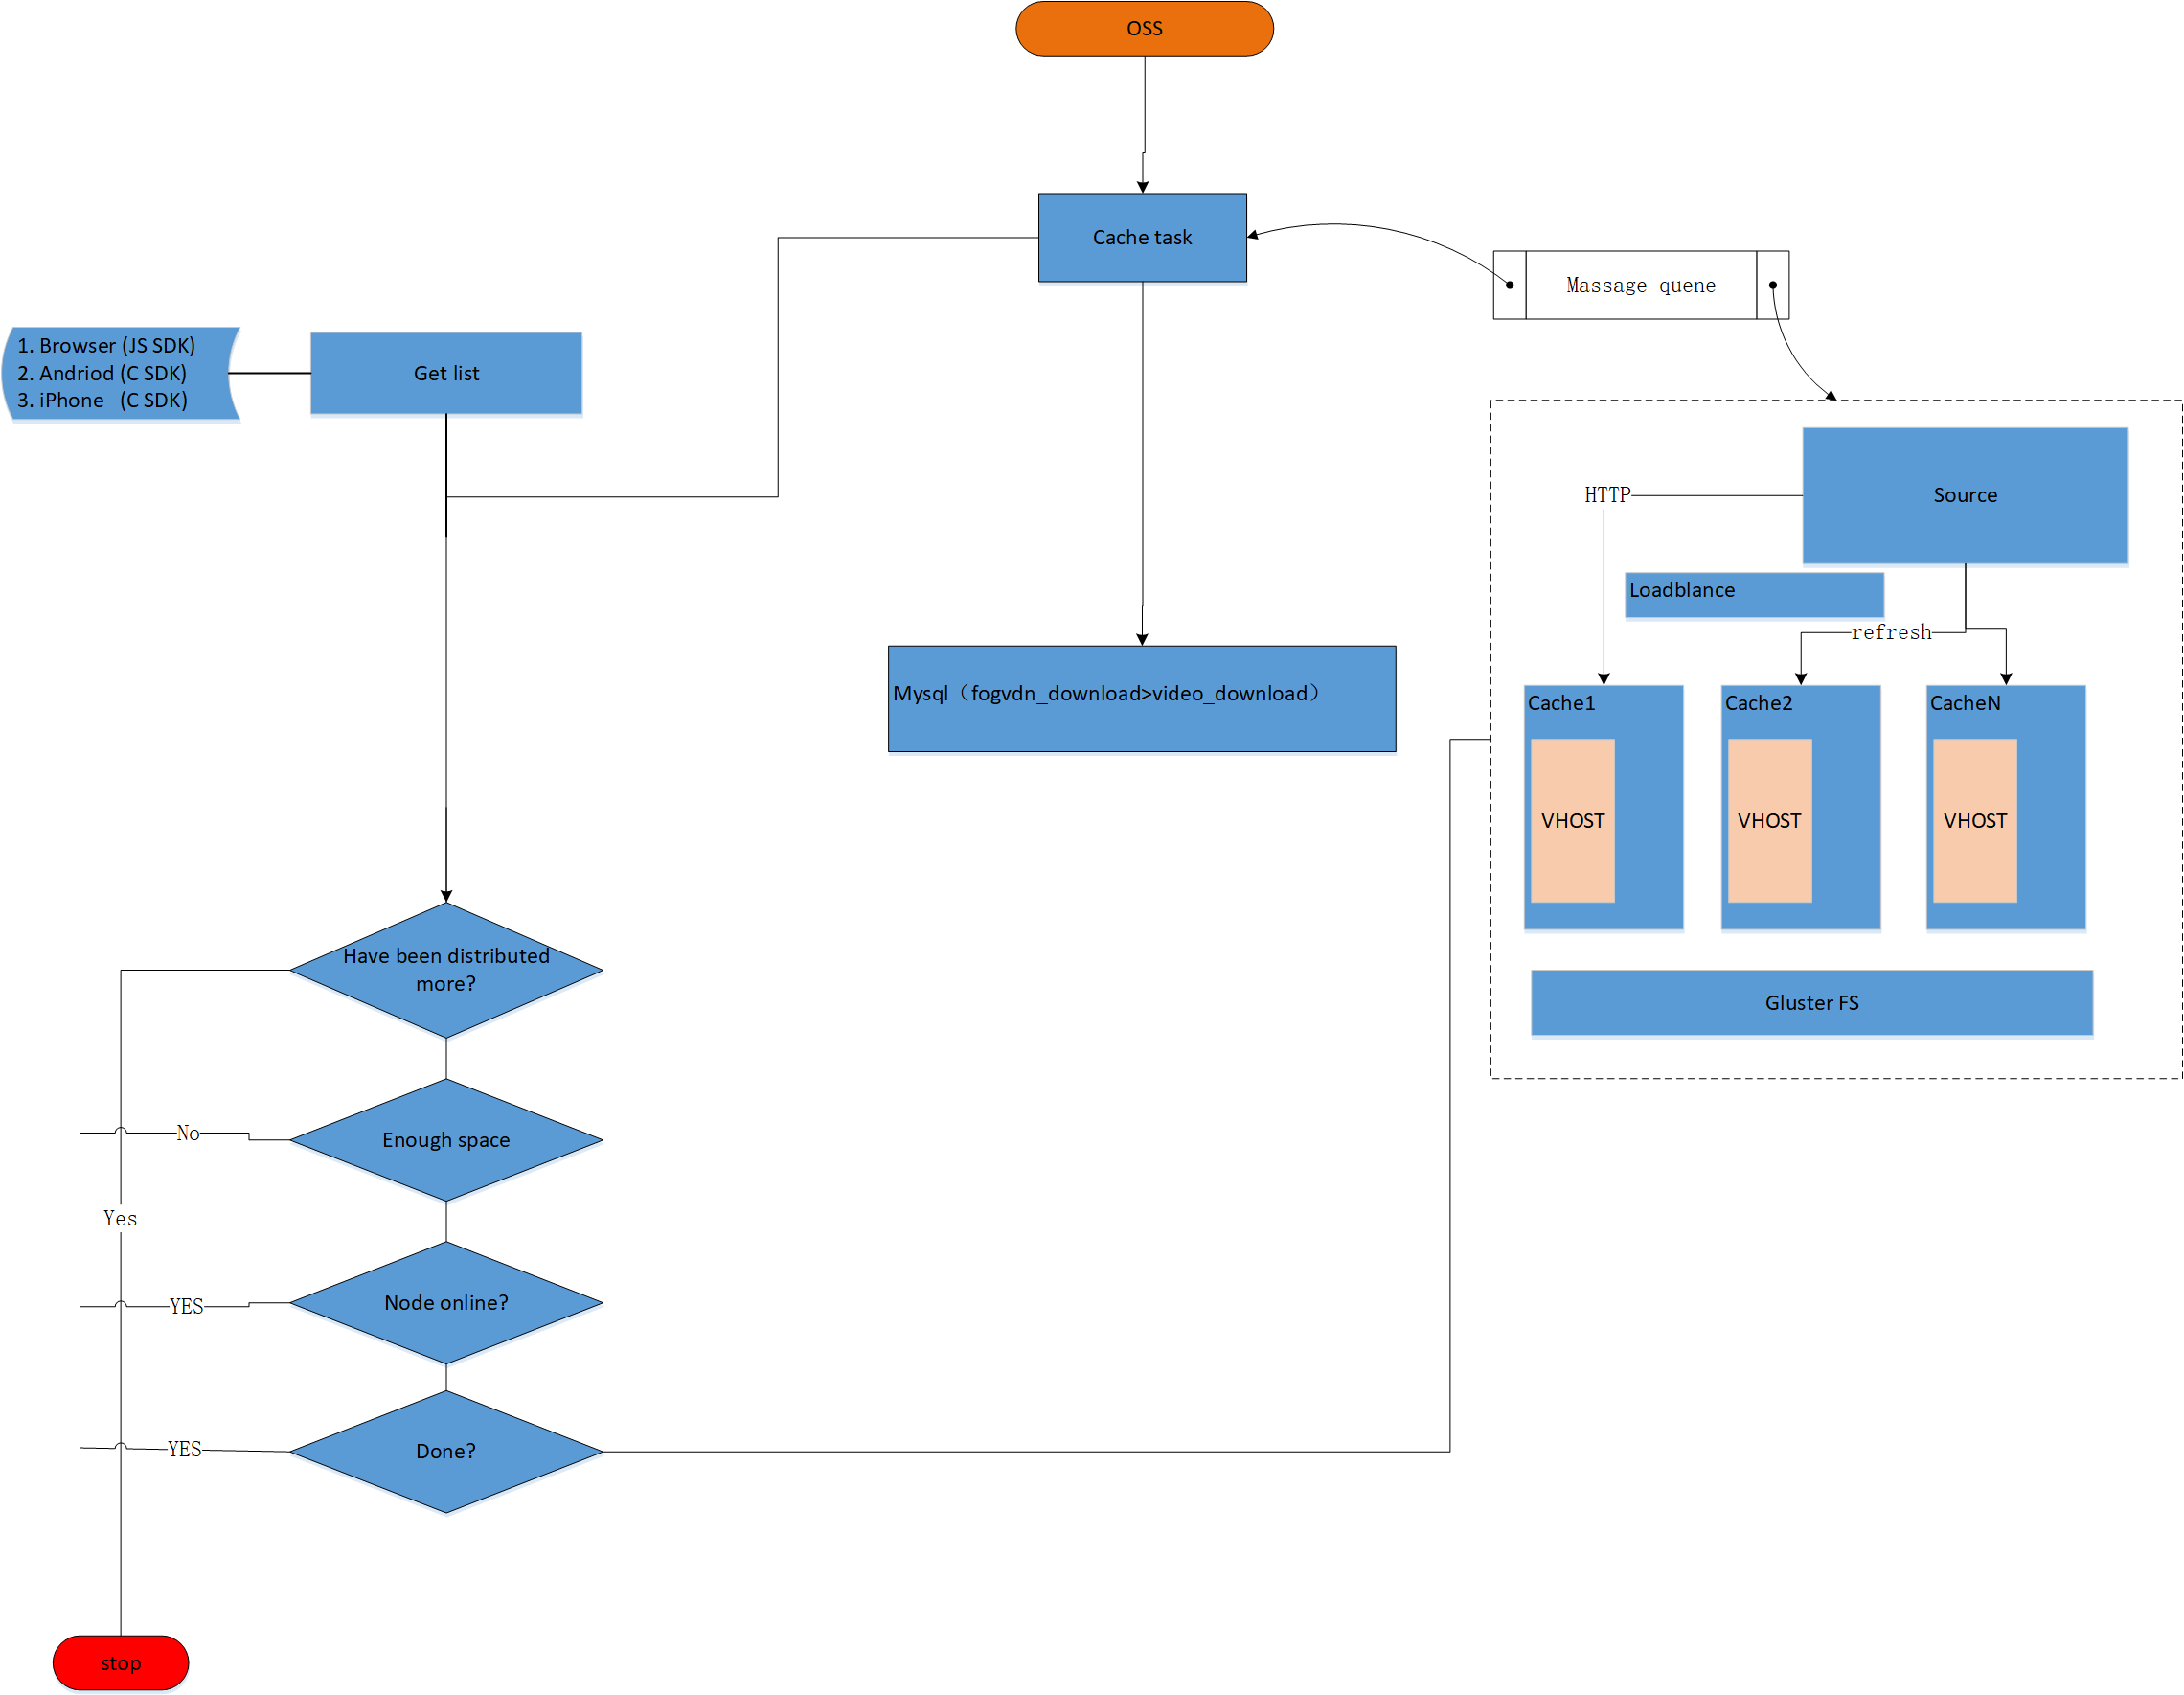 OSS
Cache task
Massage quene
1. Browser (JS SDK)
2. Andriod (C SDK)
3. iPhone   (C SDK)
Get list
Source
HTTP
Loadblance
refresh
Mysql（fogvdn_download>video_download）
Cache1
Cache2
CacheN
VHOST
VHOST
VHOST
Have been distributed
more?
Gluster FS
No
Enough space
Yes
YES
Node online?
YES
Done?
stop